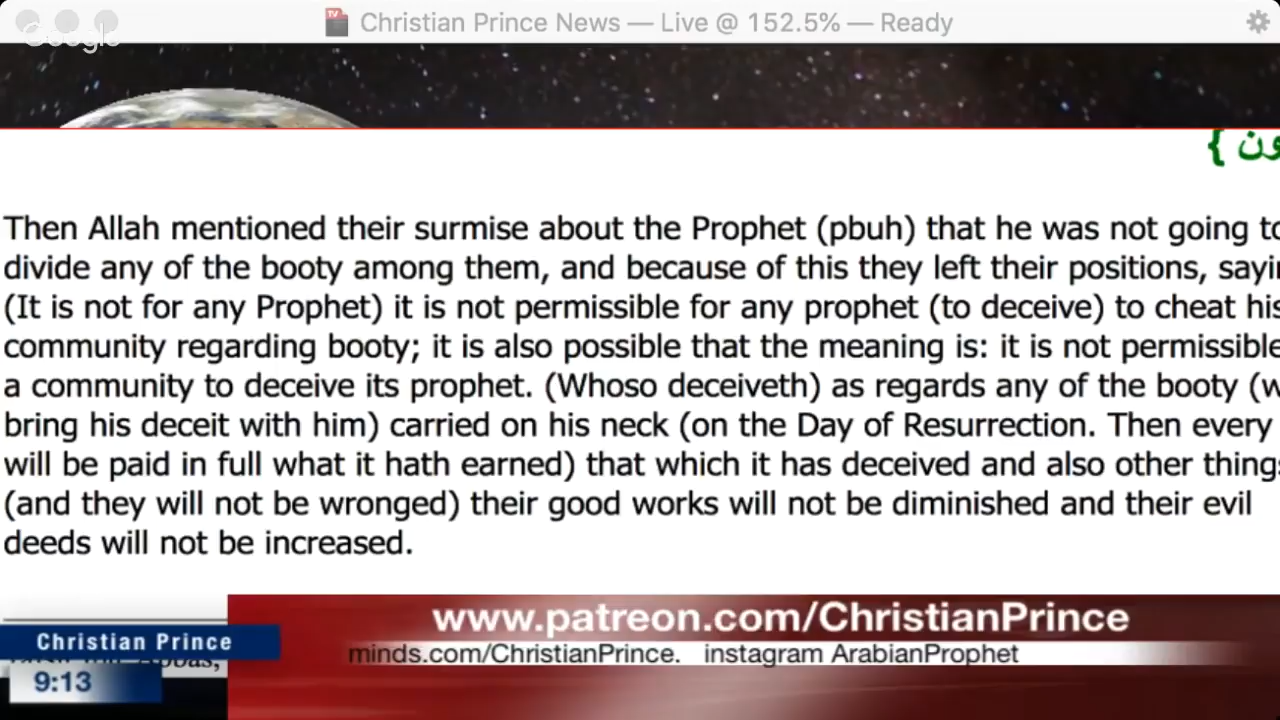 Christian Prince News — Live @ 152.5% — Ready
Google
ون }
Then Allah mentioned their surmise about the Prophet (pbuh) that he was not going to
divide any of the booty among them, and because of this they left their positions, sayin
(It is not for any Prophet) it is not permissible for any prophet (to deceive) to cheat his
community regarding booty; it is also possible that the meaning is: it is not permissible
a community to deceive its prophet. (Whoso deceiveth) as regards any of the booty (w
bring his deceit with him) carried on his neck (on the Day of Resurrection. Then every
will be paid in full what it hath earned) that which it has deceived and also other things
(and they will not be wronged) their good works will not be diminished and their evil
deeds will not be increased.
www.patreon.com/ChristianPrince
Christian Prince
minds.com/ChristianPrince. instagram ArabianProphet
9:13